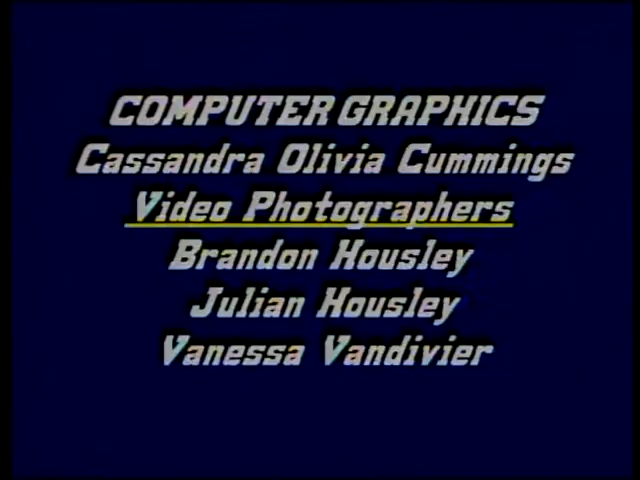 COMPUTER GRAPHICS
Cassandra Olivia Cummings
Video Photographers
Brandon Housley
Julian Housley
Vanessa Vandivier